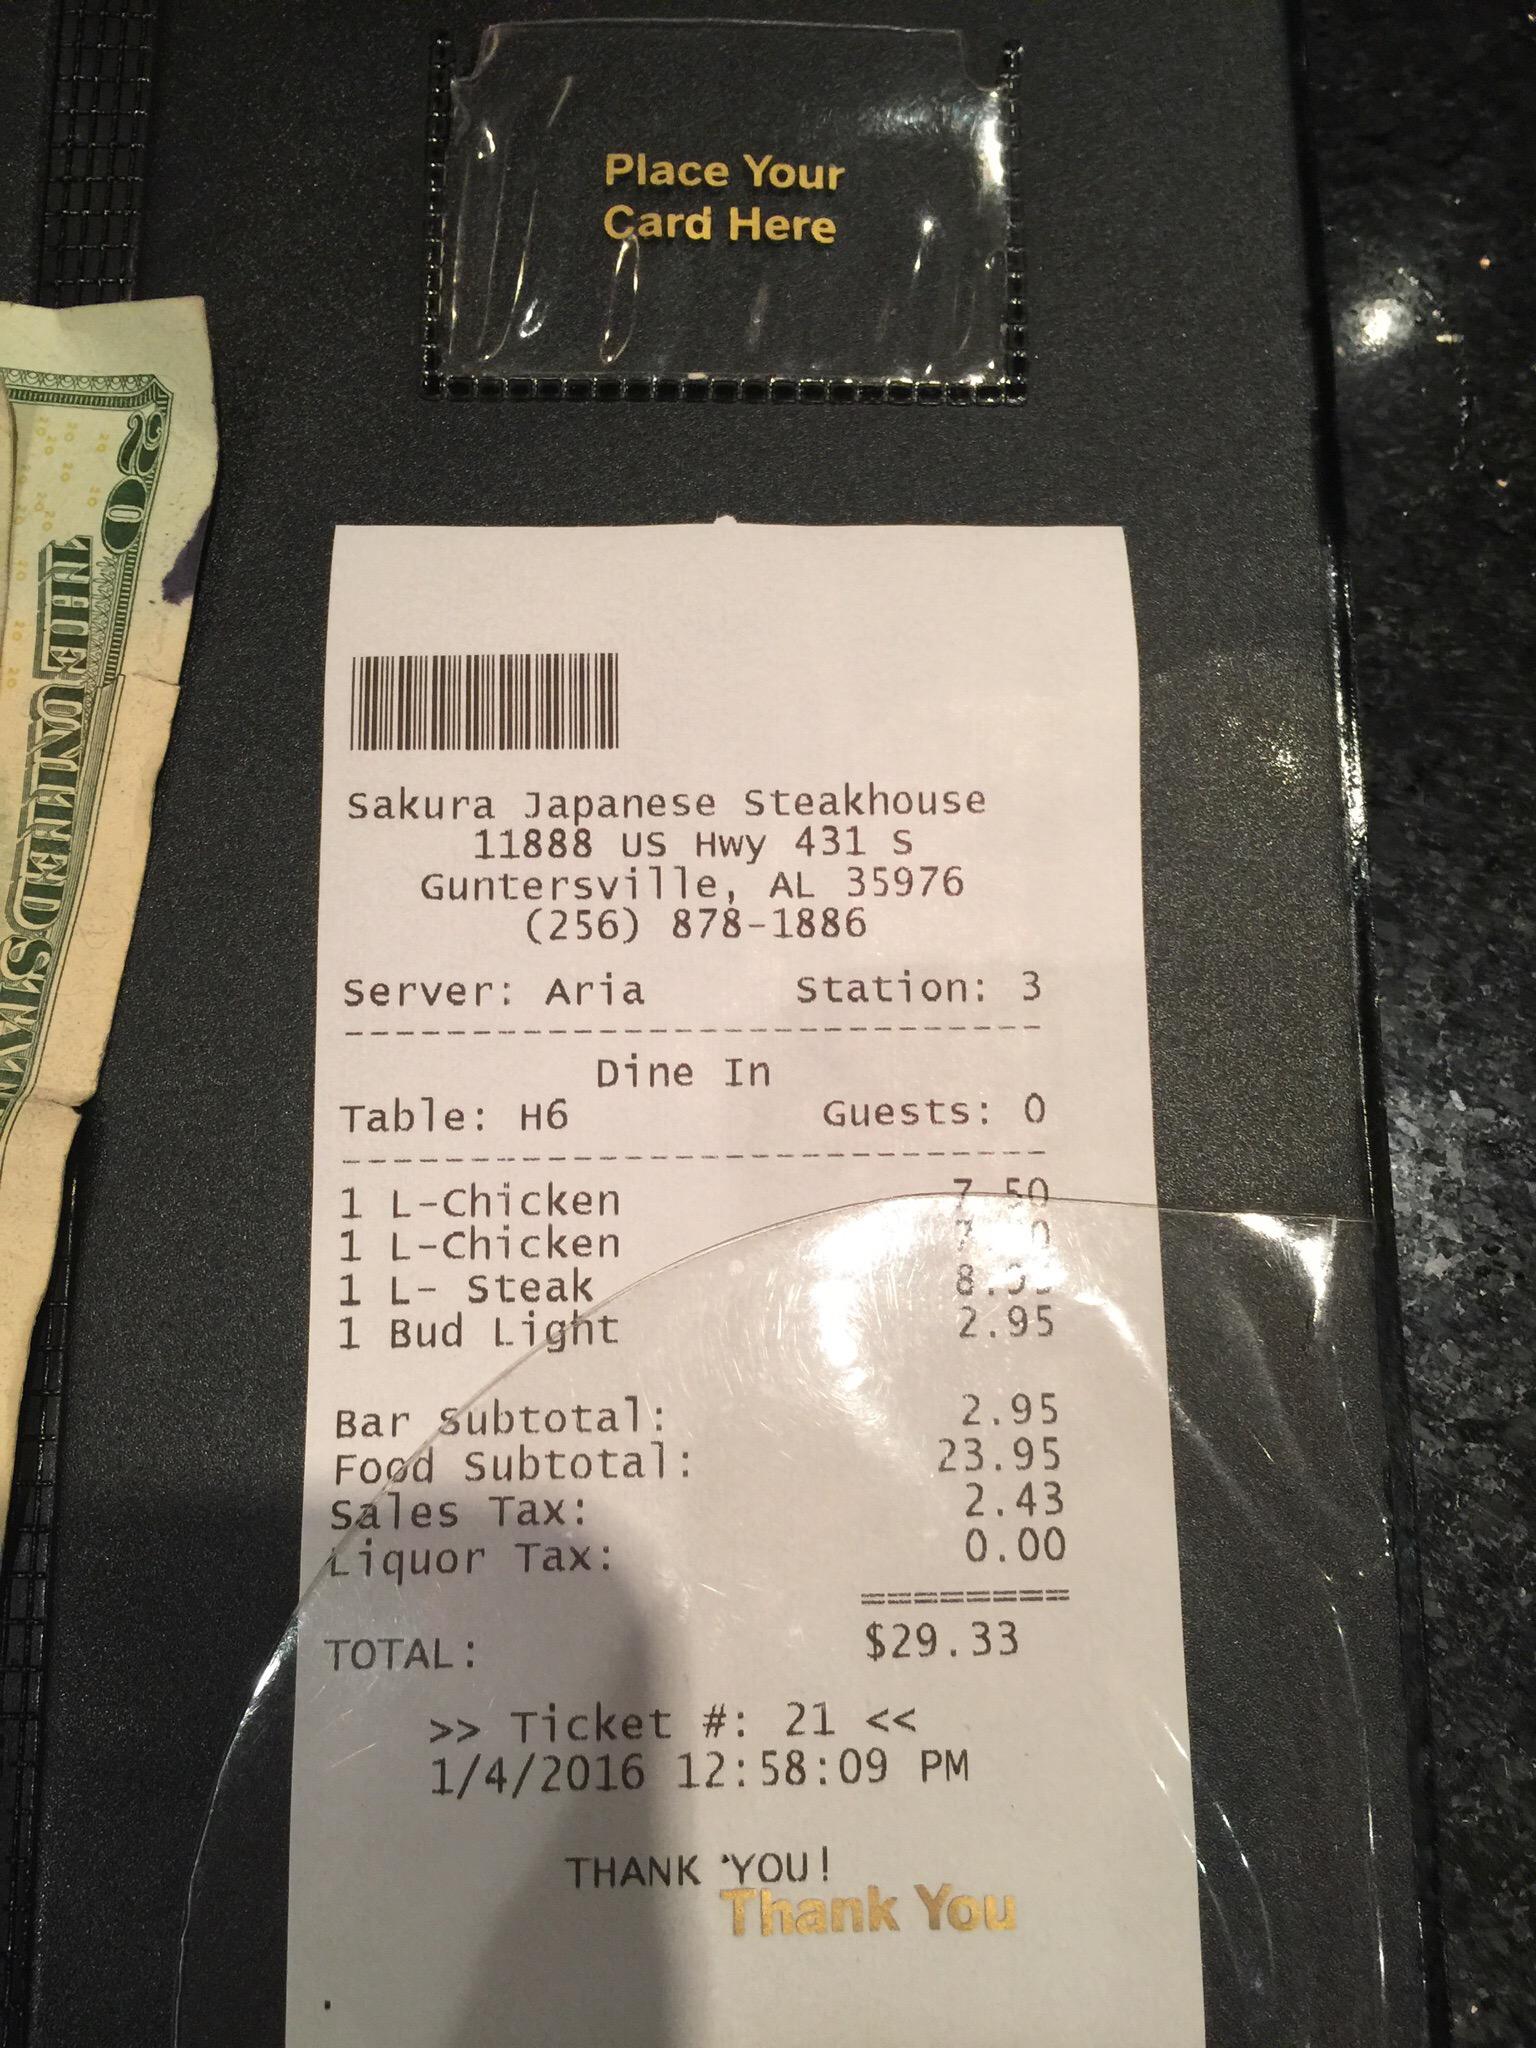 Place Your
Card Here
20
THE UNITED STAT
Sakura Japanese Steakhouse
11888 US Hwy 431 S
Guntersville, AL 35976
(256) 878-1886
Server: Aria Station: 3
Dine In
Table: H6 Guests: 0
1 L-Chicken 7.50
1 L-Chicken
1 L- Steak
1 Bud Light 2.95
Bar Subtotal: 2.95
Food Subtotal: 23.95
Sales Tax: 2.43
Liquor Tax: 0.00
========
TOTAL: $29.33
>> Ticket #: 21 <<
1/4/2016 12:58:09 PM
THANK YOU!
Thank You